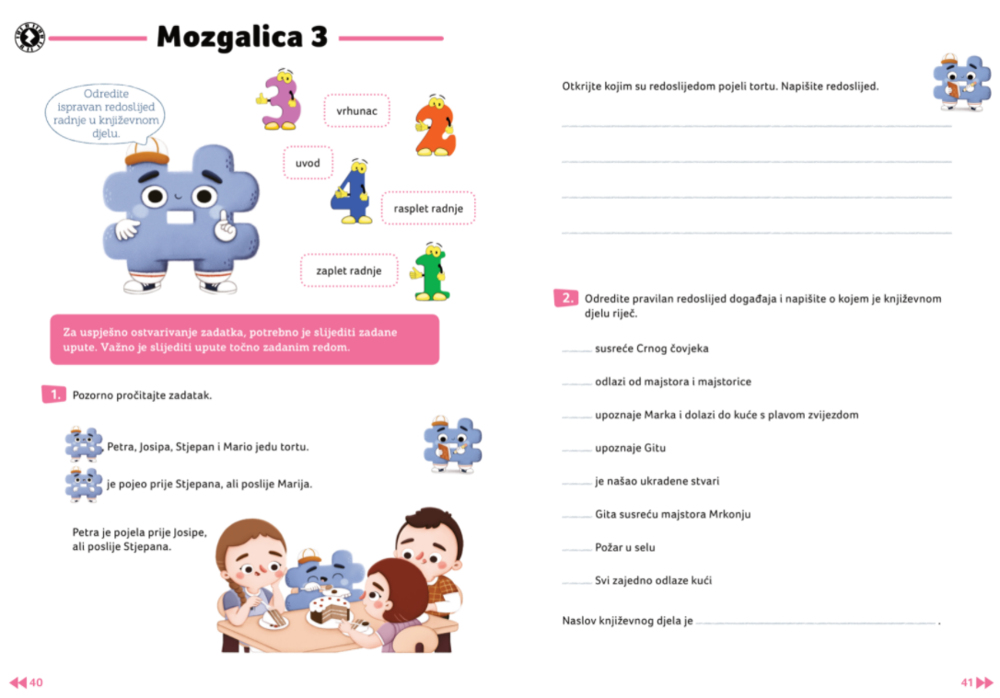 Mozgalica 3
Odredite
ispravan redoslijed
radnje u književnom
djelu.
3
vrhunac
2
uvod
4
rasplet radnje
zaplet radnje
1
Za uspješno ostvarivanje zadatka, potrebno je slijediti zadane
upute. Važno je slijediti upute točno zadanim redom.
1. Pozorno pročitajte zadatak.
, Petra, Josipa, Stjepan i Mario jedu tortu.
je pojeo prije Stjepana, ali poslije Marija.
Petra je pojela prije Josipe,
ali poslije Stjepana.
40
Otkrijte kojim su redoslijedom pojeli tortu. Napišite redoslijed.
2. Odredite pravilan redoslijed događaja i napišite o kojem je književnom
djelu riječ.
susreće Crnog čovjeka
odlazi od majstora i majstorice
upoznaje Marka i dolazi do kuće s plavom zvijezdom
upoznaje Gitu
je našao ukradene stvari
Gita susreću majstora Mrkonju
Požar u selu
Svi zajedno odlaze kući
Naslov književnog djela je .
41